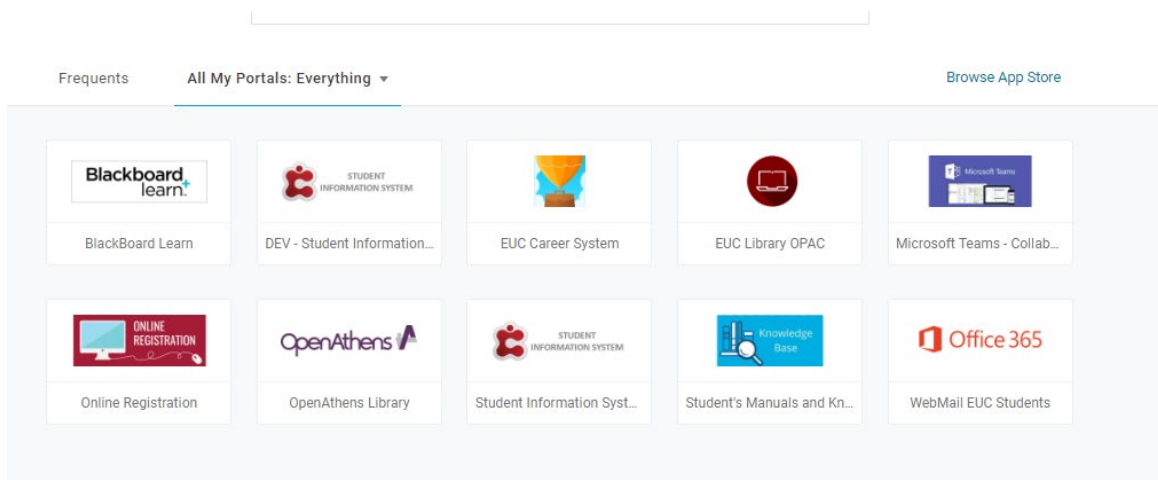 Frequents All My Portals: Everything Browse App Store
Blackboard
learn+
STUDENT
INFORMATION SYSTEM
Microsoft Teams
BlackBoard Learn DEV - Student Information... EUC Career System EUC Library OPAC Microsoft Teams - Collab...
ONLINE
REGISTRATION
OpenAthens
STUDENT
INFORMATION SYSTEM
Knowledge
Base
Office 365
Online Registration OpenAthens Library Student Information Syst... Student's Manuals and Kn... WebMail EUC Students